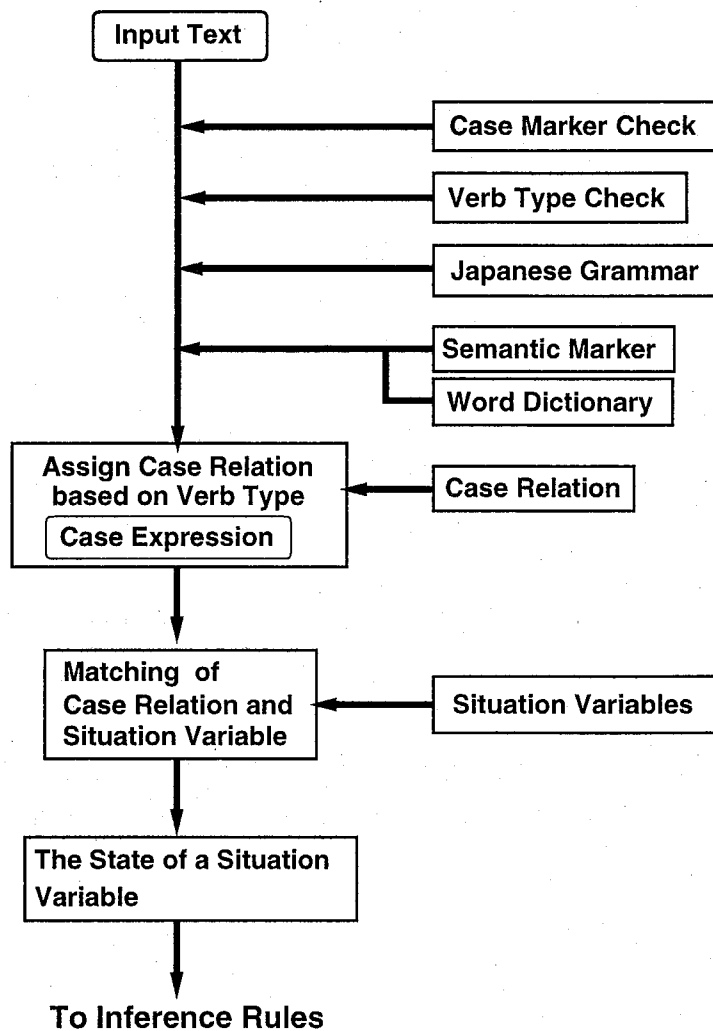 Input Text
Case Marker Check
Verb Type Check
Japanese Grammar
Semantic Marker
Word Dictionary
Assign Case Relation
based on Verb Type
Case Expression
Case Relation
Matching of
Case Relation and
Situation Variable
Situation Variables
The State of a Situation
Variable
To Inference Rules